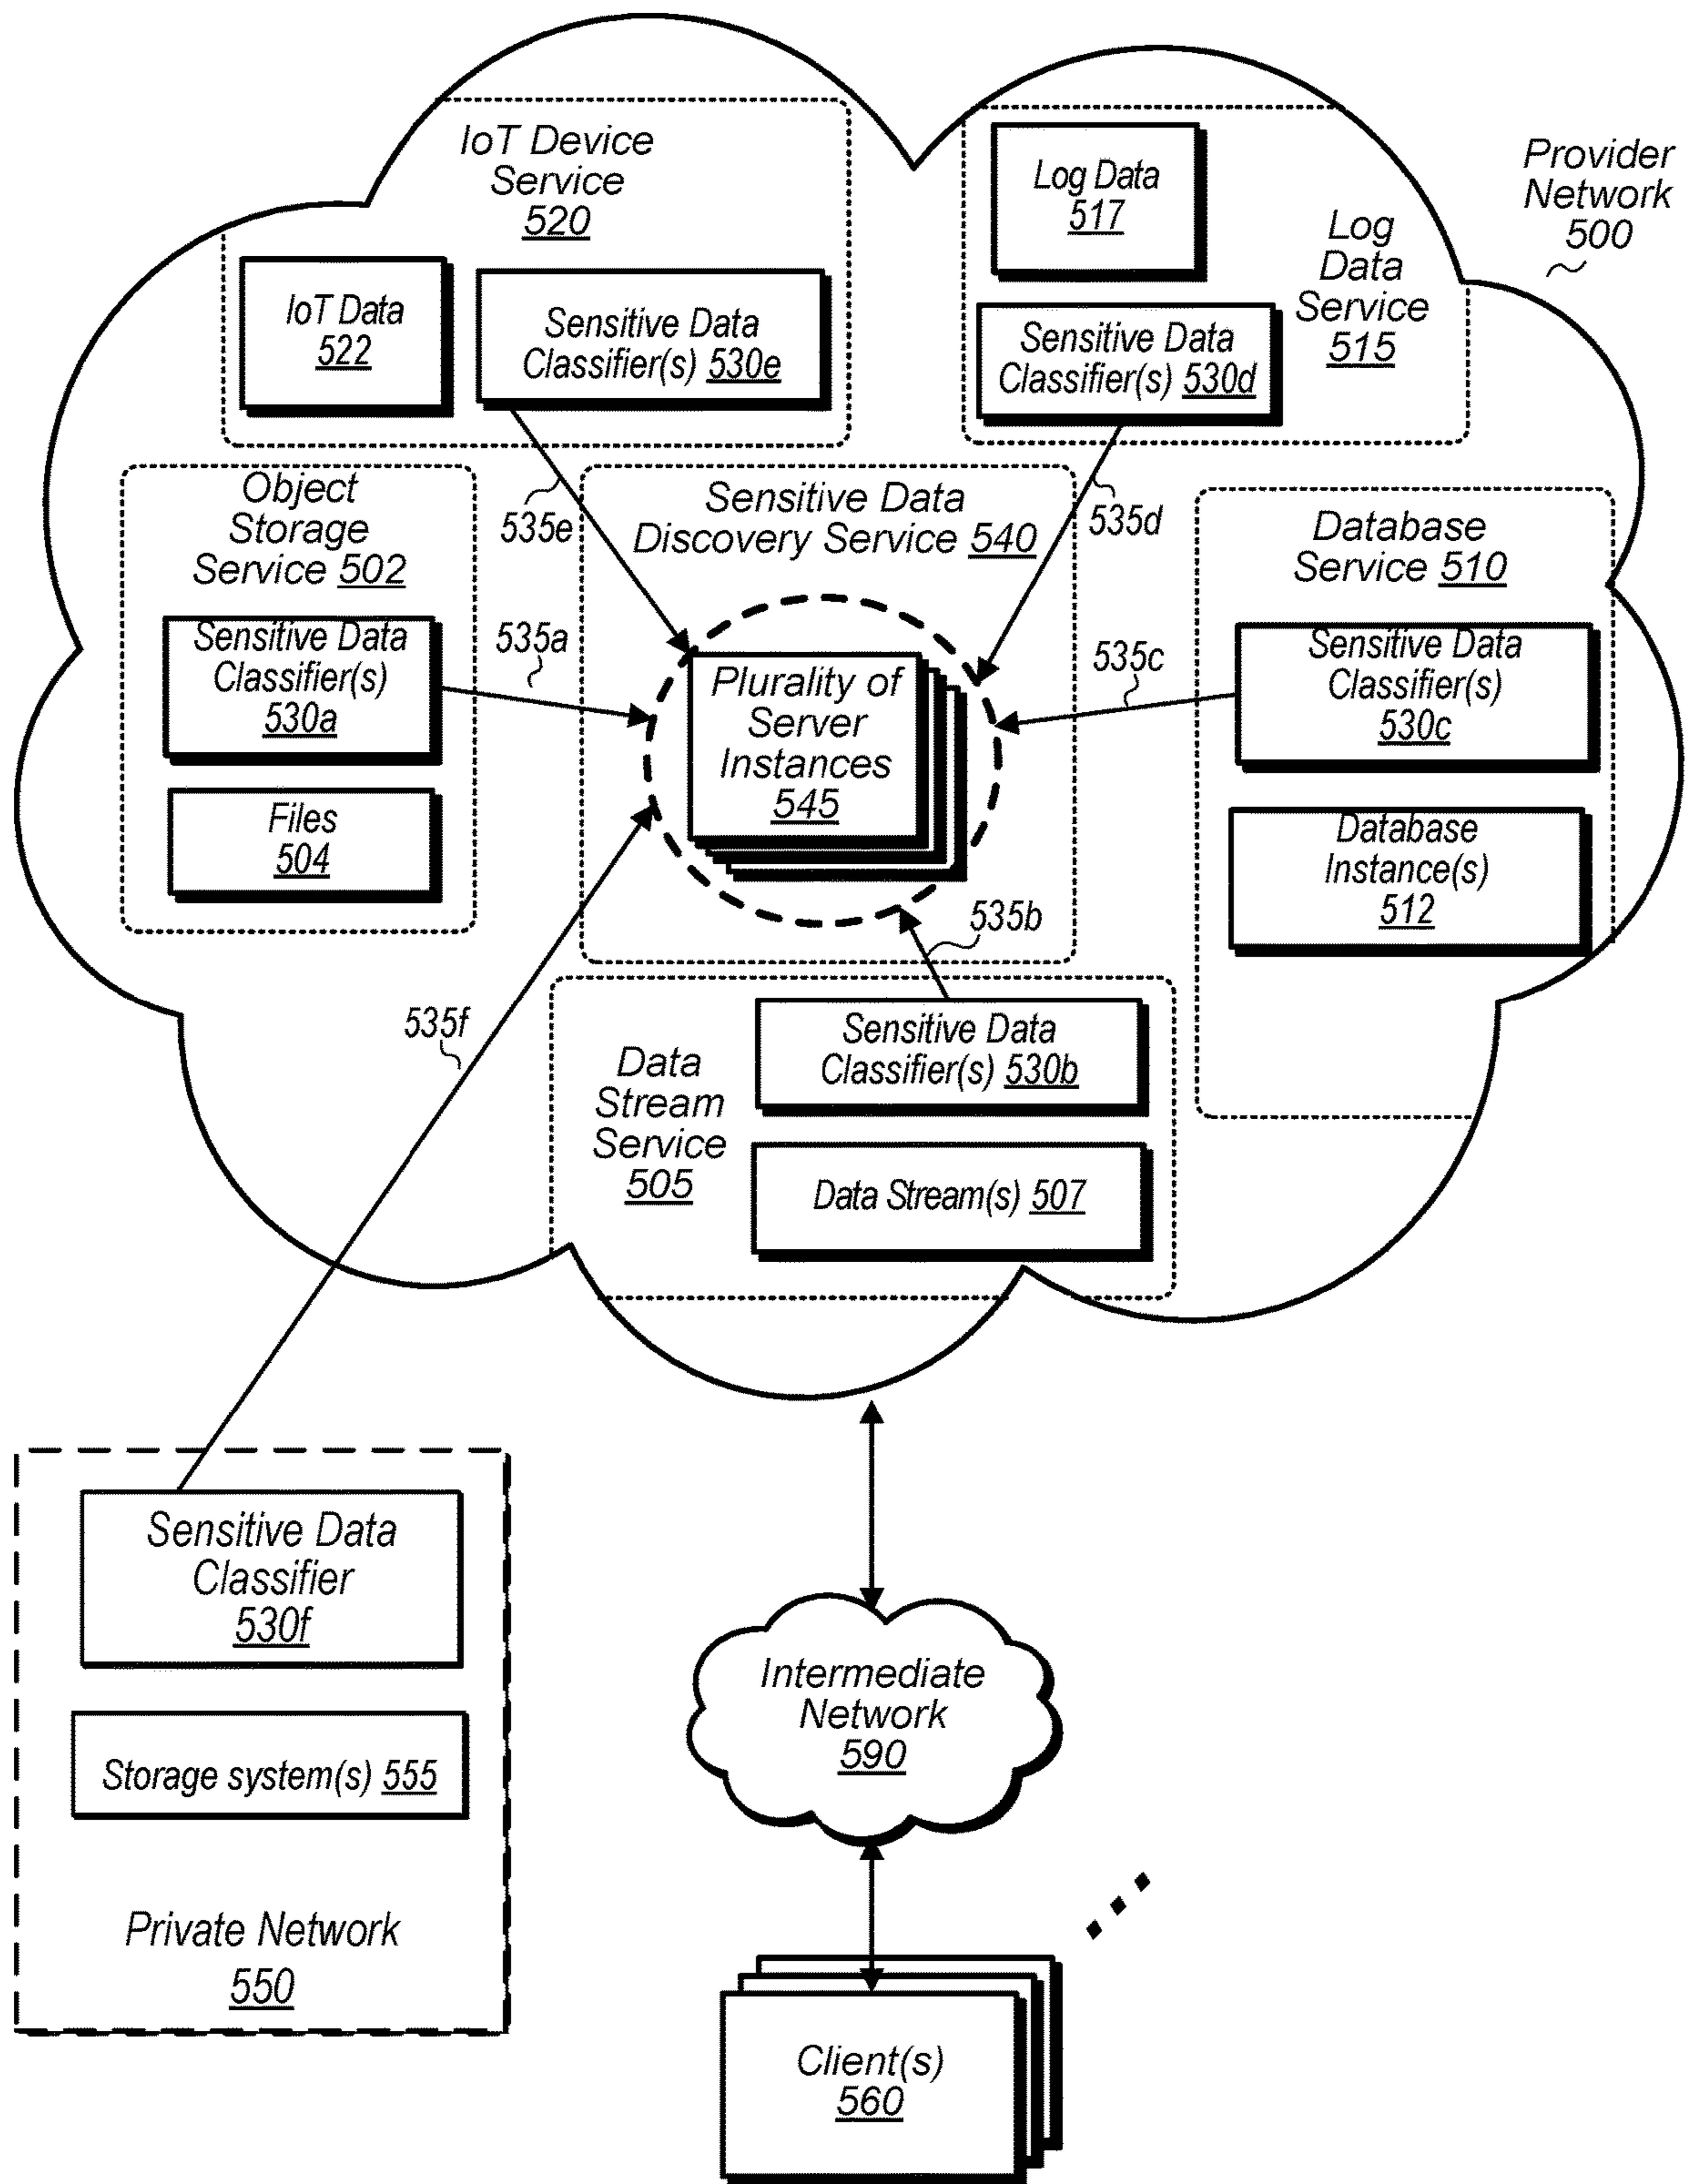 IoT Device
Service
520
IoT Data
522
Sensitive Data
Classifier(s) 530e
Log Data
517
Sensitive Data
Classifier(s) 530d
Log
Data
Service
515
Provider
Network
500
Object
Storage
Service 502
Sensitive Data
Classifier(s)
530a
Files
504
535e
535a
Sensitive Data
Discovery Service 540
Plurality of
Server
Instances
545
535d
535c
535b
Database
Service 510
Sensitive Data
Classifier(s)
530c
Database
Instance(s)
512
535f
Data
Stream
Service
505
Sensitive Data
Classifier(s) 530b
Data Stream(s) 507
Sensitive Data
Classifier
530f
Storage system(s) 555
Private Network
550
Intermediate
Network
590
Client(s)
560